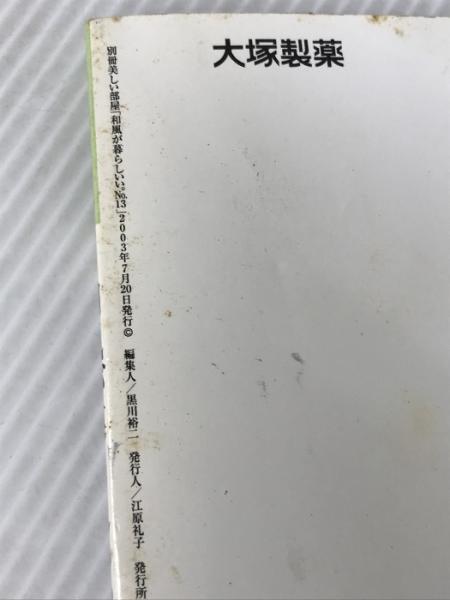 大塚製薬
別冊美しい部屋「和風が暮らしいい。No.13」2003年7月20日発行© 編集人/黒川裕二 発行人/江原礼子 発行所